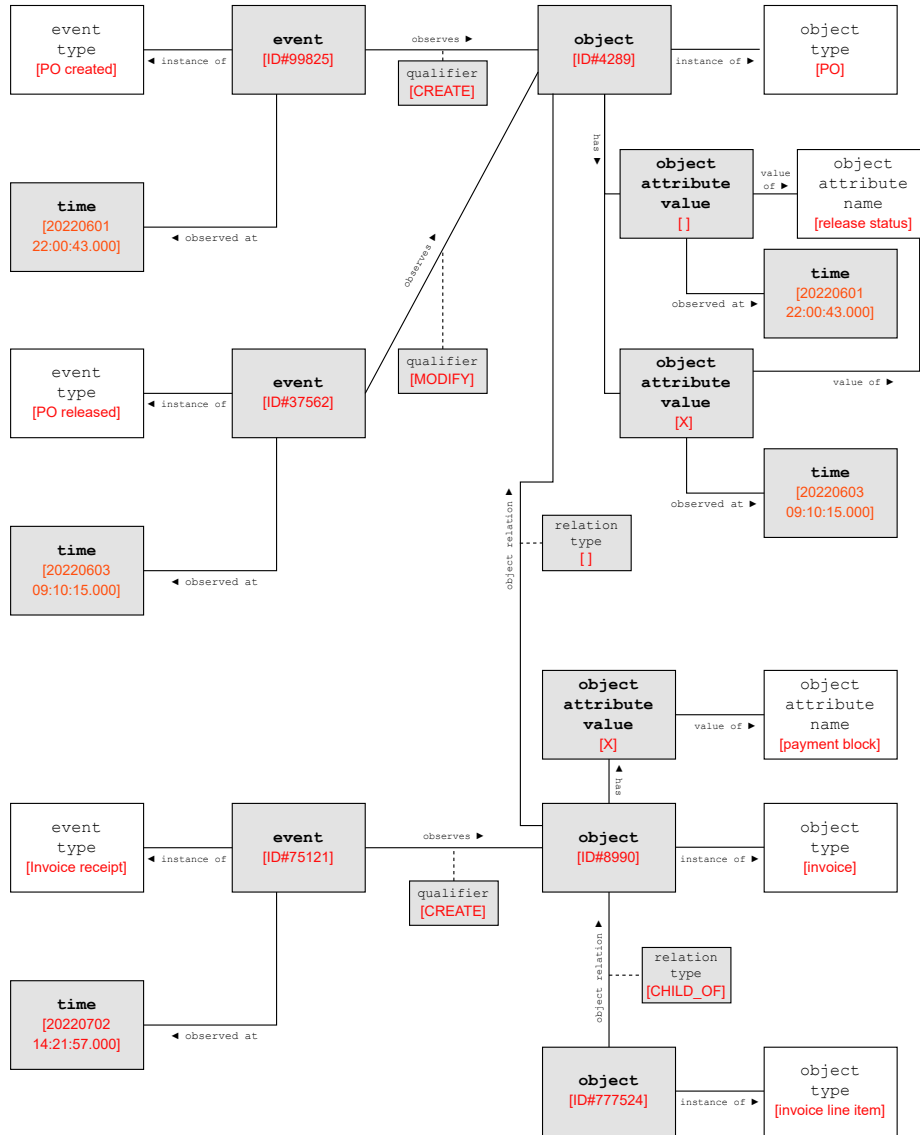 event
type
[PO created]
◄ instance of
event
[ID#99825]
observes ►
qualifier
[CREATE]
object
[ID#4289]
instance of ►
object
type
[PO]
has ►
time
[20220601
22:00:43.000]
◄ observed at
observes ►
object
attribute
value
[ ]
value
of ►
object
attribute
name
[release status]
observed at ►
time
[20220601
22:00:43.000]
event
type
[PO released]
◄ instance of
event
[ID#37562]
qualifier
[MODIFY]
object
attribute
value
[X]
value of ►
observed at ►
time
[20220603
09:10:15.000]
time
[20220603
09:10:15.000]
◄ observed at
object relation ►
relation
type
[ ]
object
attribute
value
[X]
value of ►
object
attribute
name
[payment block]
has ►
event
type
[Invoice receipt]
◄ instance of
event
[ID#75121]
observes ►
qualifier
[CREATE]
object
[ID#8990]
instance of ►
object
type
[invoice]
object relation ►
relation
type
[CHILD_OF]
time
[20220702
14:21:57.000]
◄ observed at
object
[ID#777524]
instance of ►
object
type
[invoice line item]